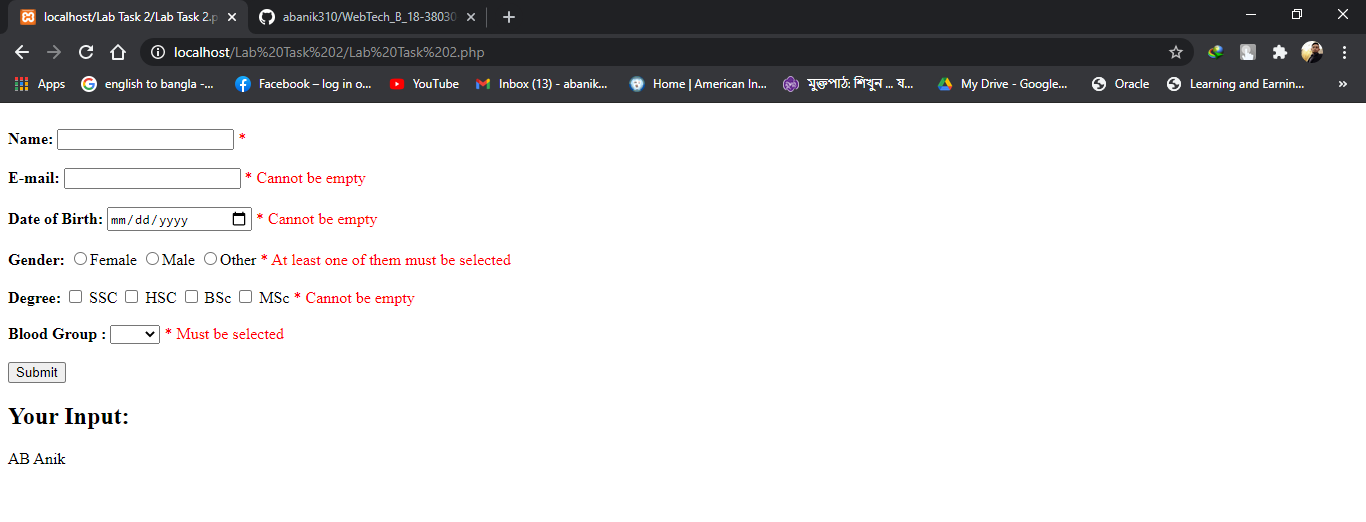 localhost/Lab Task 2/Lab Task 2.p
abanik310/WebTech_B_18-38030
localhost/Lab%20Task%202/Lab%20Task%202.php
Apps english to bangla -... Facebook – log in o... YouTube Inbox (13) - abanik... Home | American In... মুক্তপাঠ: শিখুন ... য... My Drive - Google... Oracle Learning and Earnin... »
Name: *
E-mail: * Cannot be empty
Date of Birth: mm/dd/yyyy * Cannot be empty
Gender: Female Male Other * At least one of them must be selected
Degree: SSC HSC BSc MSc * Cannot be empty
Blood Group : * Must be selected
Submit
Your Input:
AB Anik